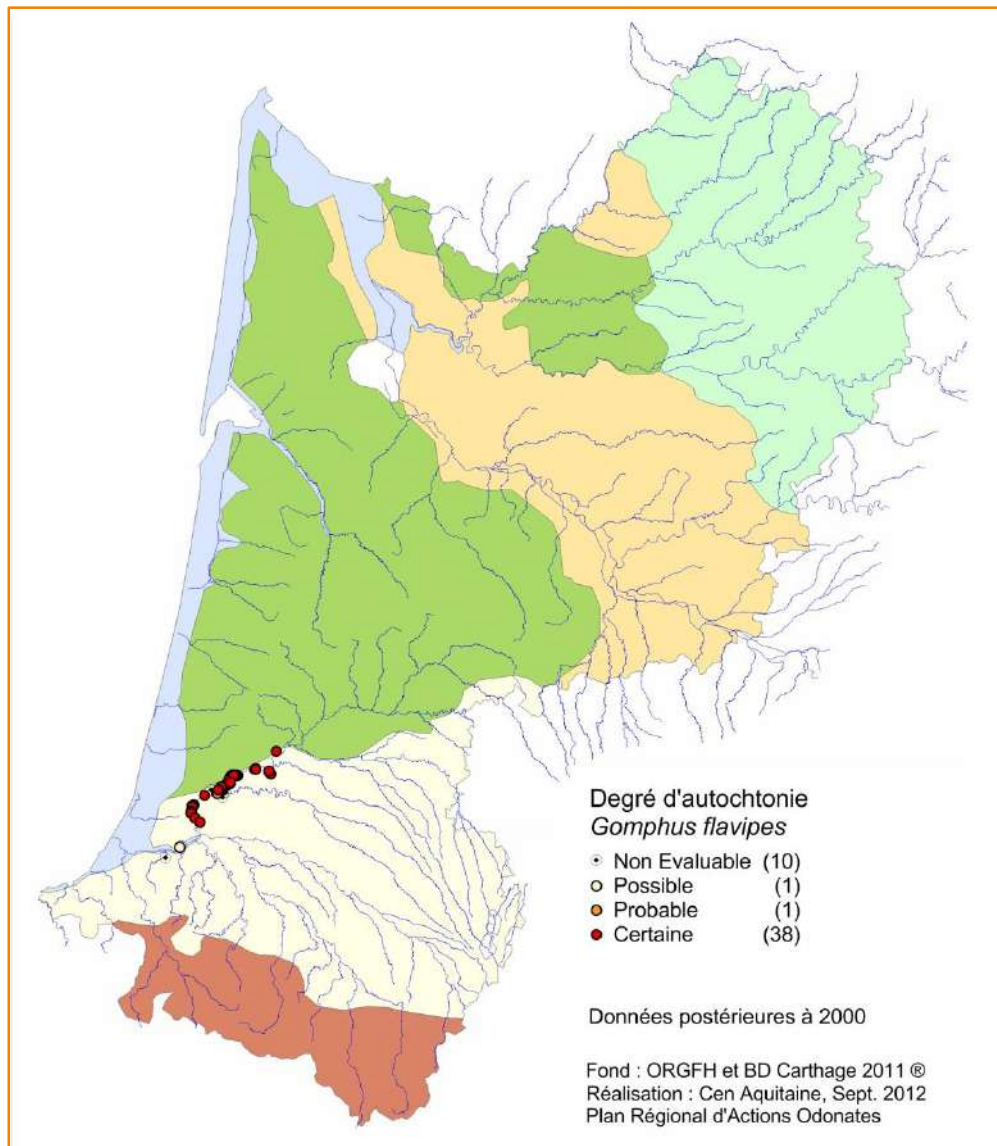 Degré d'autochtonie
Gomphus flavipes
Non Evaluable (10)
Possible (1)
Probable (1)
Certaine (38)
Données postérieures à 2000
Fond : ORGFH et BD Carthage 2011 ®
Réalisation : Cen Aquitaine, Sept. 2012
Plan Régional d'Actions Odonates